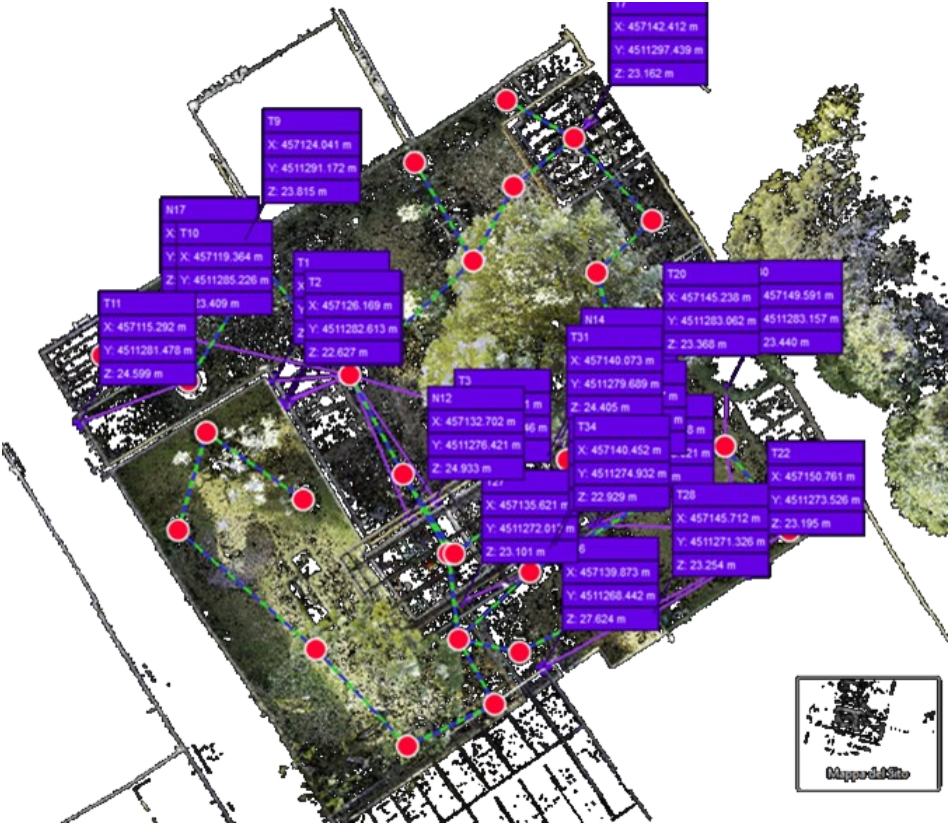 T7
X: 457142.412 m
Y: 4511297.439 m
Z: 23.162 m
T9
X: 457124.041 m
Y: 4511291.172 m
Z: 23.815 m
N17
X
Y:
Z:
T10
X: 457119.364 m
Y: 4511285.226 m
23.409 m
T1
X
Z
T2
X: 457126.169 m
Y: 4511282.613 m
Z: 22.627 m
T11
X: 457115.292 m
Y: 4511281.478 m
Z: 24.599 m
T20
X: 457145.238 m
Y: 4511283.062 m
Z: 23.368 m
457149.591 m
4511283.157 m
23.440 m
N14
T31
X: 457140.073 m
Y: 4511279.689 m
Z: 24.405 m
T3
N12
X: 457132.702 m
Y: 4511276.421 m
Z: 24.933 m
T34
X: 457140.452 m
Y: 4511274.932 m
Z: 22.929 m
T22
X: 457150.761 m
Y: 4511273.526 m
Z: 23.195 m
X: 457135.621 m
Y: 4511272.017 m
Z: 23.101 m
T28
X: 457145.712 m
Y: 4511271.326 m
Z: 23.254 m
6
X: 457139.873 m
Y: 4511268.442 m
Z: 27.624 m
Mappa del Sito